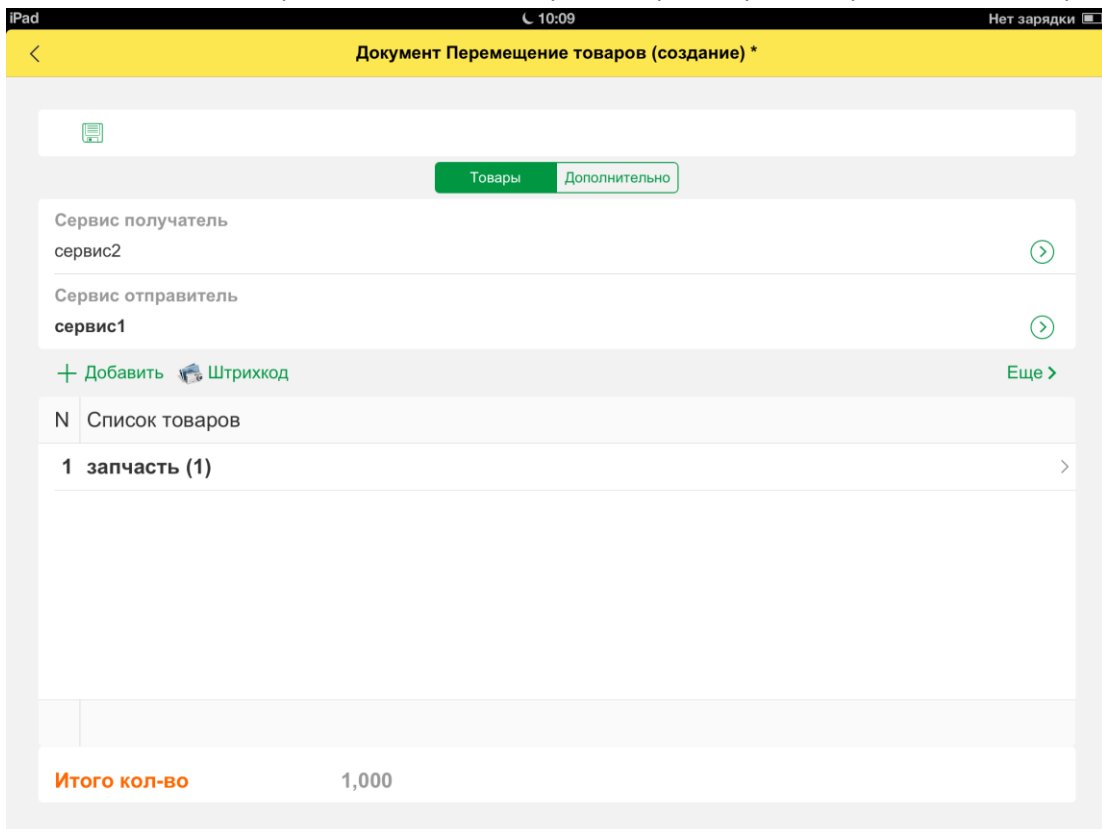 iPad 10:09 Нет зарядки
Документ Перемещение товаров (создание) *
Товары Дополнительно
Сервис получатель
сервис2
Сервис отправитель
сервис1
Добавить Штрихкод Еще
N Список товаров
1 запчасть (1)
Итого кол-во 1,000